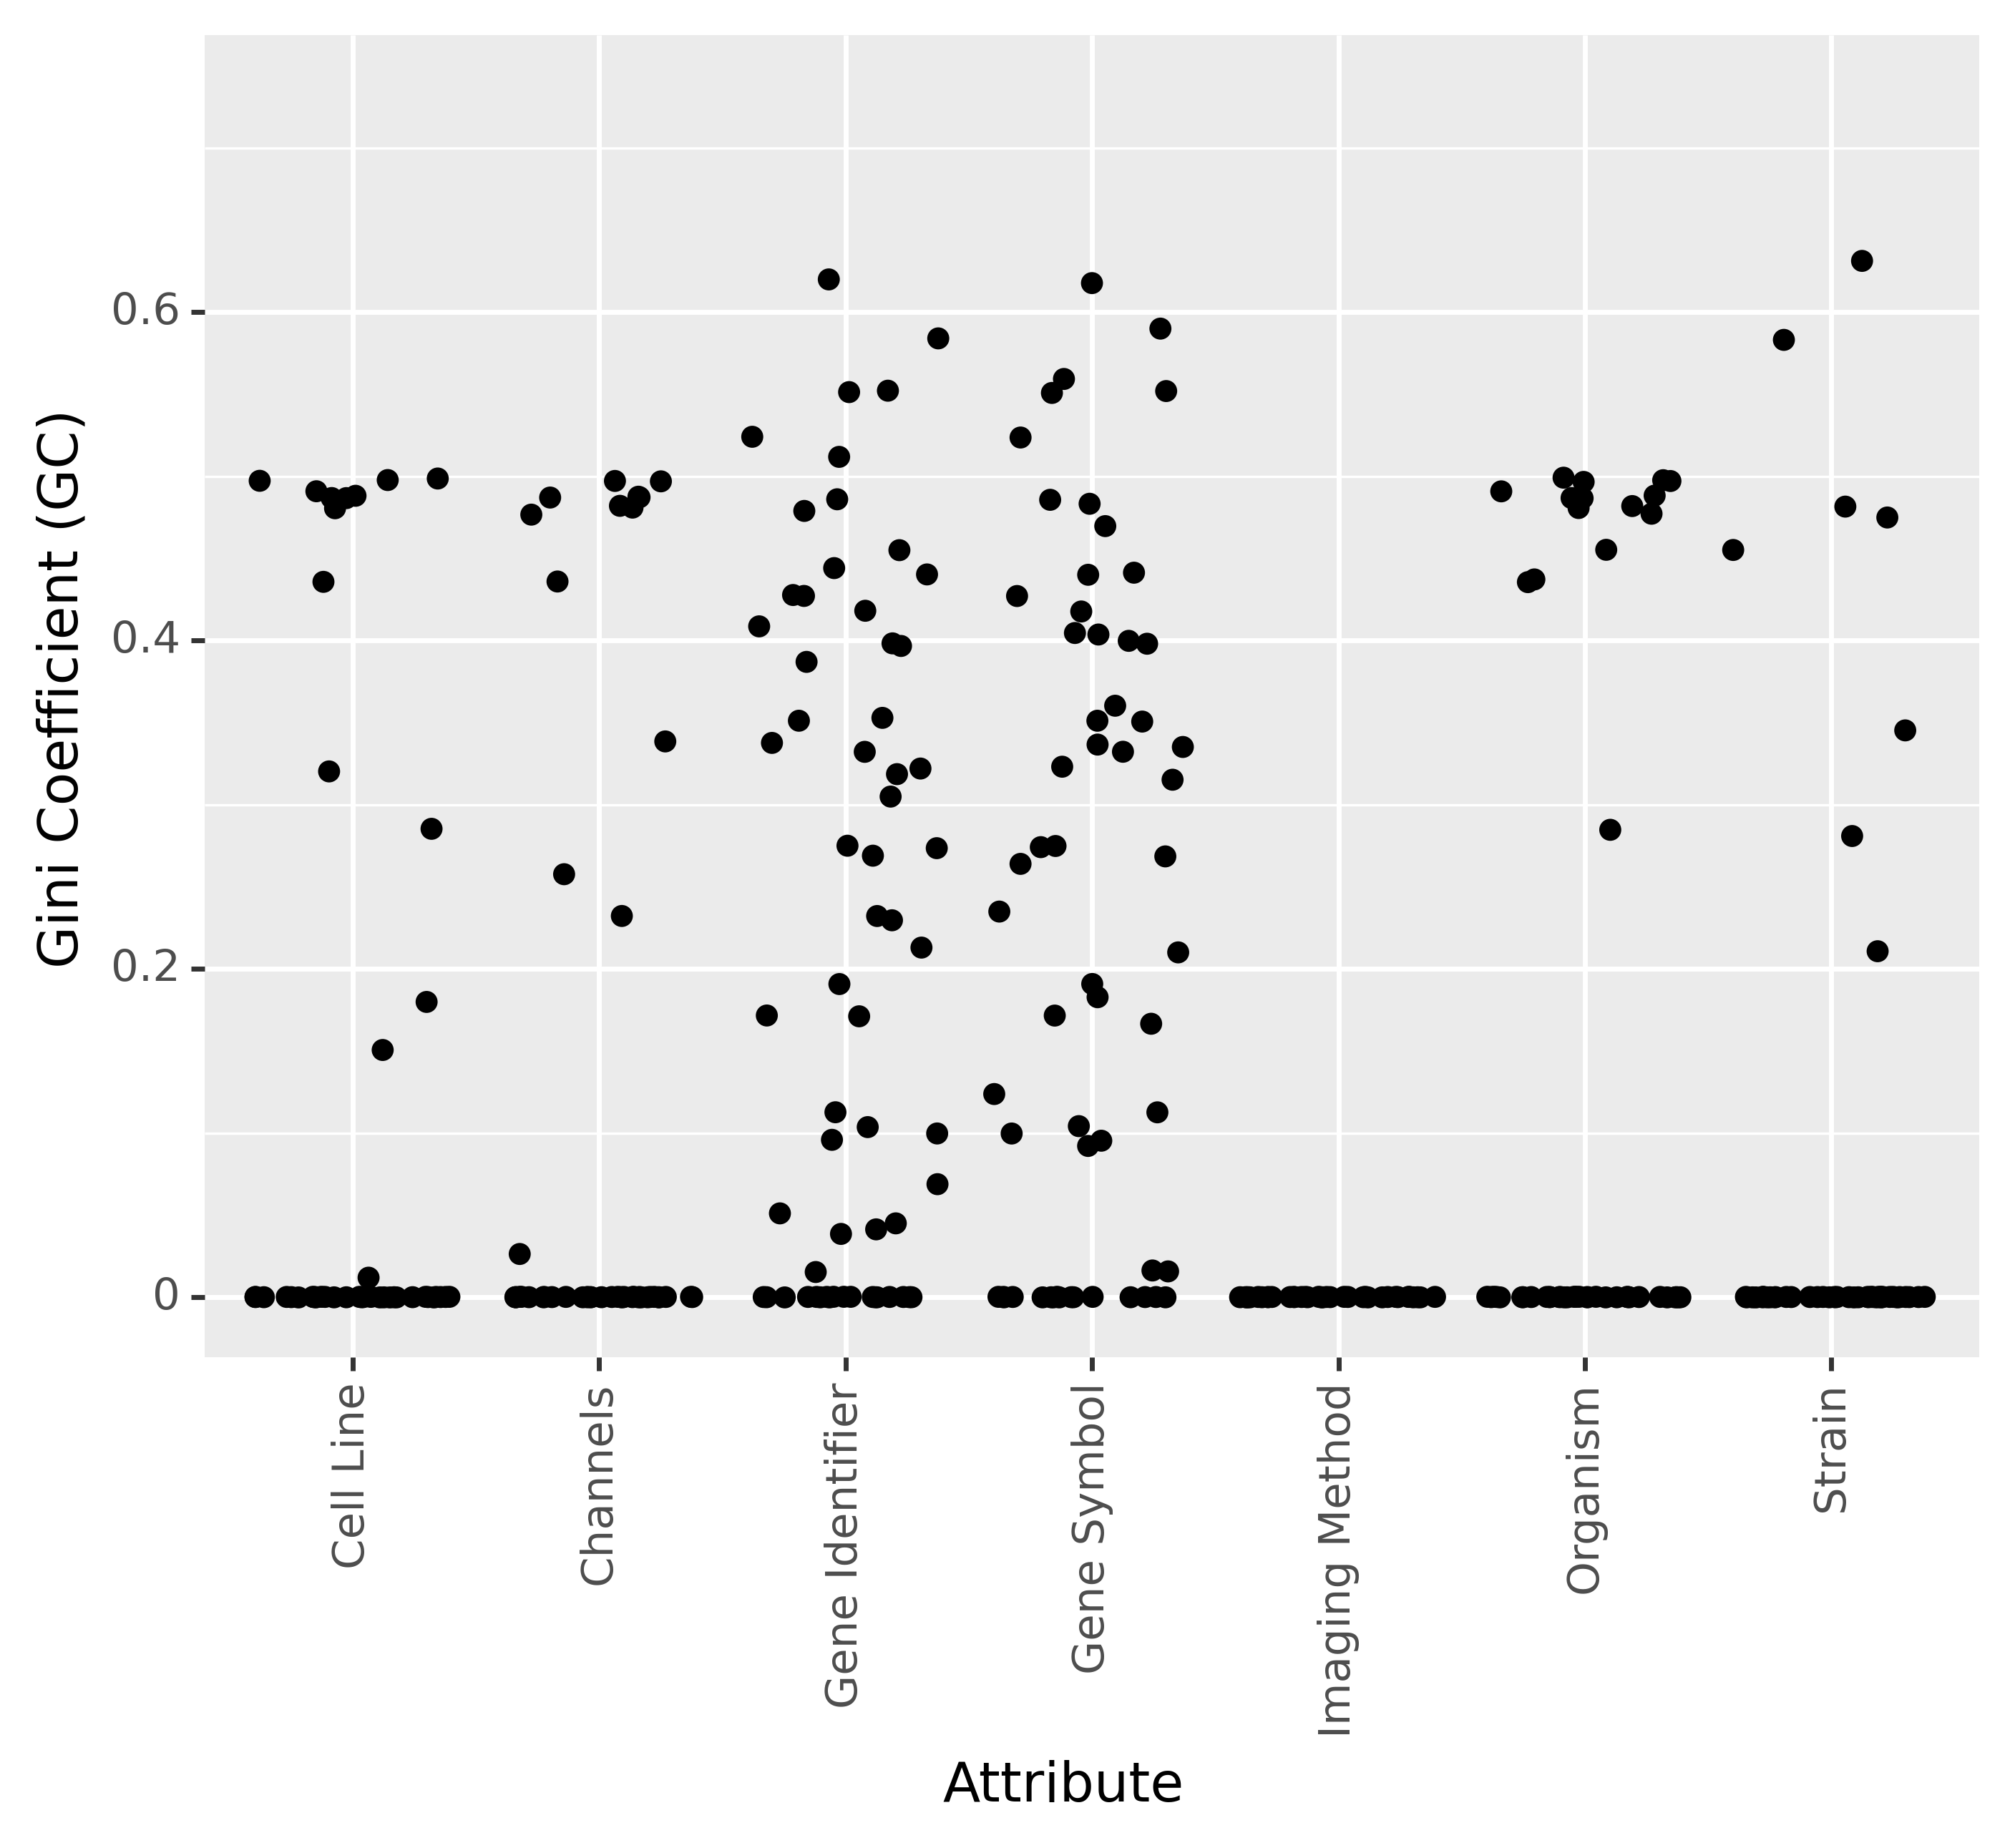 Gini Coefficient (GC)
0.6
0.4
0.2
0
Cell Line
Channels
Gene Identifier
Gene Symbol
Imaging Method
Organism
Strain
Attribute